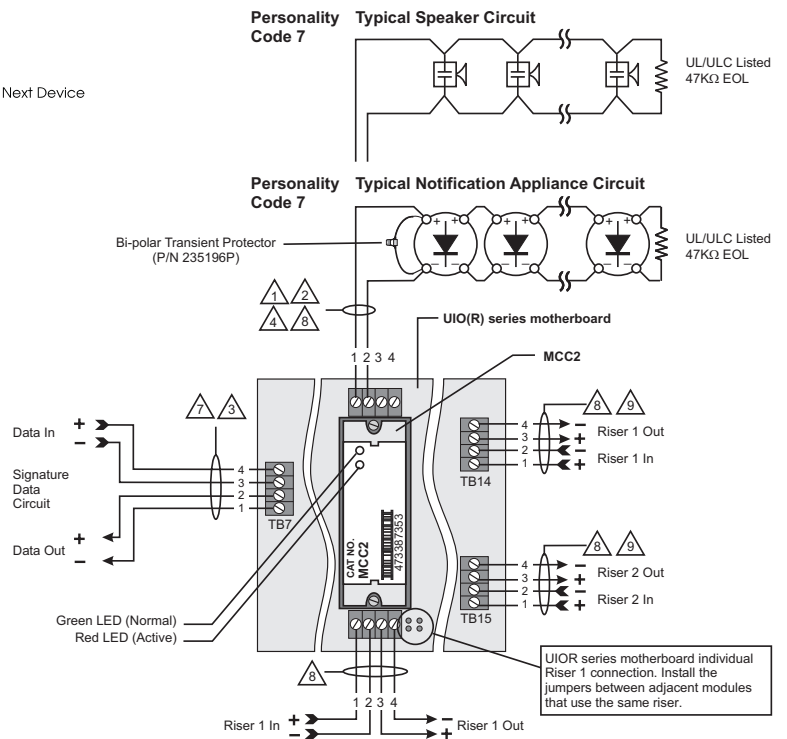 Personality Typical Speaker Circuit
Code 7
UL/ULC Listed
47KΩ EOL
Next Device
Personality Typical Notification Appliance Circuit
Code 7
+ + +
Bi-polar Transient Protector
(P/N 235196P)
UL/ULC Listed
47KΩ EOL
− − −
1 2
4 8
UIO(R) series motherboard
1 2 3 4
MCC2
7 3
8 9
Data In
+
−
4
3
2
1
TB7
Signature
Data
Circuit
Data Out
+
−
4 − Riser 1 Out
3 +
2 − Riser 1 In
1 +
TB14
CAT NO.
MCC2
473387353
8 9
4 − Riser 2 Out
3 +
2 − Riser 2 In
1 +
TB15
Green LED (Normal)
Red LED (Active)
UIOR series motherboard individual
Riser 1 connection. Install the
jumpers between adjacent modules
that use the same riser.
8
1 2 3 4
Riser 1 In + −
− + Riser 1 Out